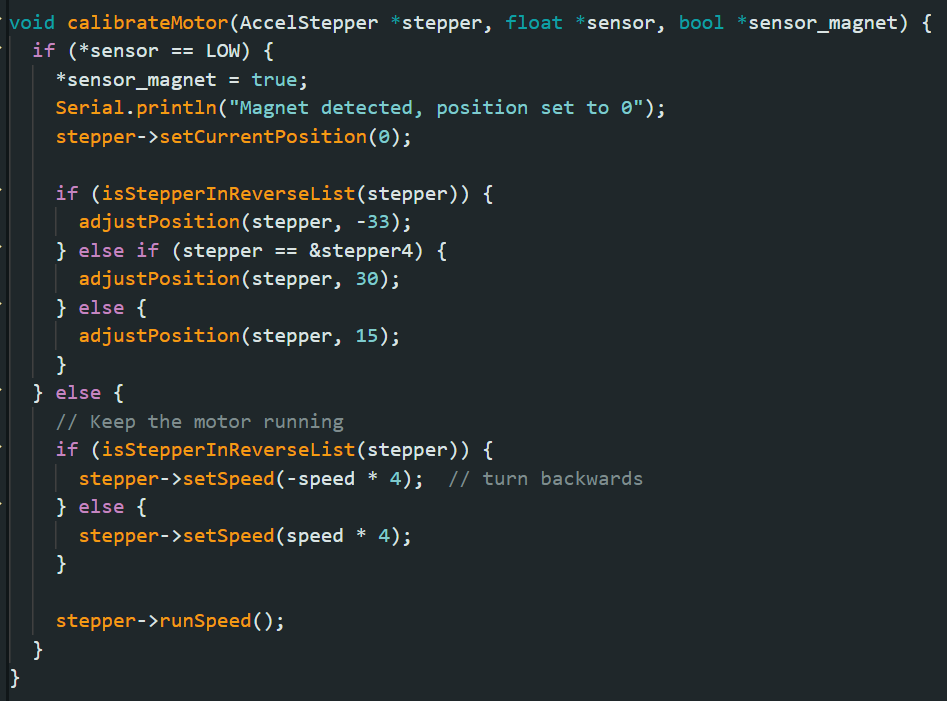 void calibrateMotor(AccelStepper *stepper, float *sensor, bool *sensor_magnet) {
  if (*sensor == LOW) {
    *sensor_magnet = true;
    Serial.println("Magnet detected, position set to 0");
    stepper->setCurrentPosition(0);

    if (isStepperInReverseList(stepper)) {
      adjustPosition(stepper, -33);
    } else if (stepper == &stepper4) {
      adjustPosition(stepper, 30);
    } else {
      adjustPosition(stepper, 15);
    }
  } else {
    // Keep the motor running
    if (isStepperInReverseList(stepper)) {
      stepper->setSpeed(-speed * 4);  // turn backwards
    } else {
      stepper->setSpeed(speed * 4);
    }

    stepper->runSpeed();
  }
}